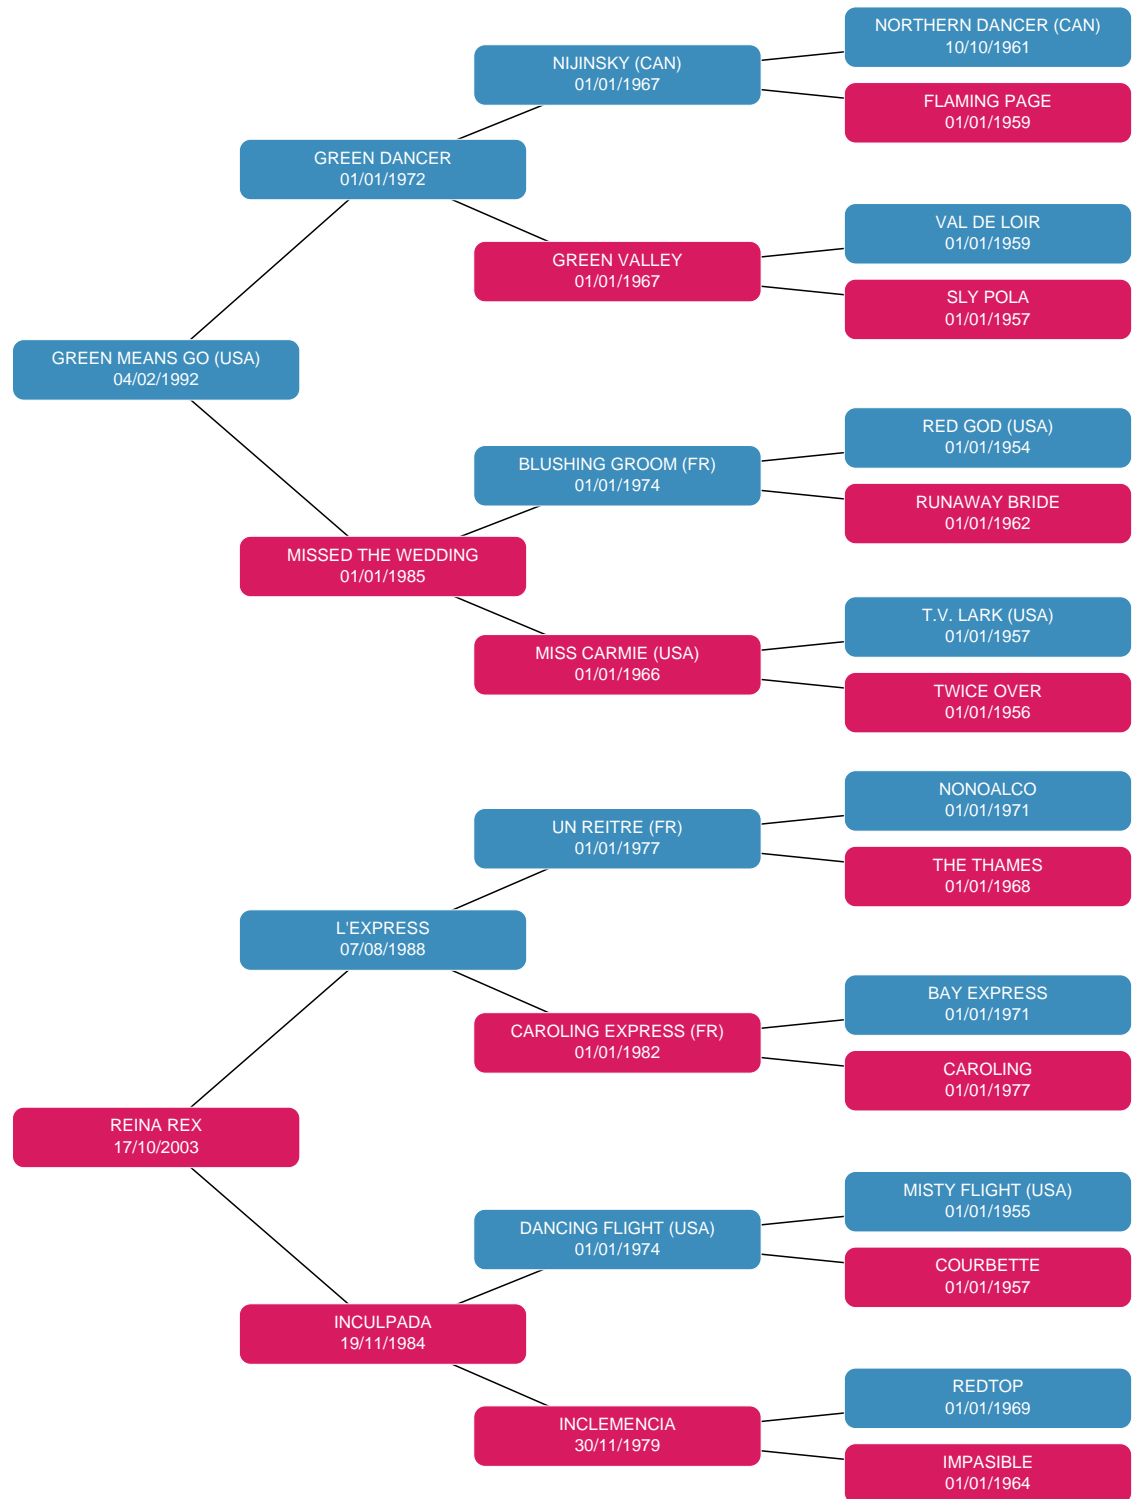 NORTHERN DANCER (CAN)
10/10/1961
NIJINSKY (CAN)
01/01/1967
FLAMING PAGE
01/01/1959
GREEN DANCER
01/01/1972
VAL DE LOIR
01/01/1959
GREEN VALLEY
01/01/1967
SLY POLA
01/01/1957
GREEN MEANS GO (USA)
04/02/1992
RED GOD (USA)
01/01/1954
BLUSHING GROOM (FR)
01/01/1974
RUNAWAY BRIDE
01/01/1962
MISSED THE WEDDING
01/01/1985
T.V. LARK (USA)
01/01/1957
MISS CARMIE (USA)
01/01/1966
TWICE OVER
01/01/1956
NONOALCO
01/01/1971
UN REITRE (FR)
01/01/1977
THE THAMES
01/01/1968
L'EXPRESS
07/08/1988
BAY EXPRESS
01/01/1971
CAROLING EXPRESS (FR)
01/01/1982
CAROLING
01/01/1977
REINA REX
17/10/2003
MISTY FLIGHT (USA)
01/01/1955
DANCING FLIGHT (USA)
01/01/1974
COURBETTE
01/01/1957
INCULPADA
19/11/1984
REDTOP
01/01/1969
INCLEMENCIA
30/11/1979
IMPASIBLE
01/01/1964